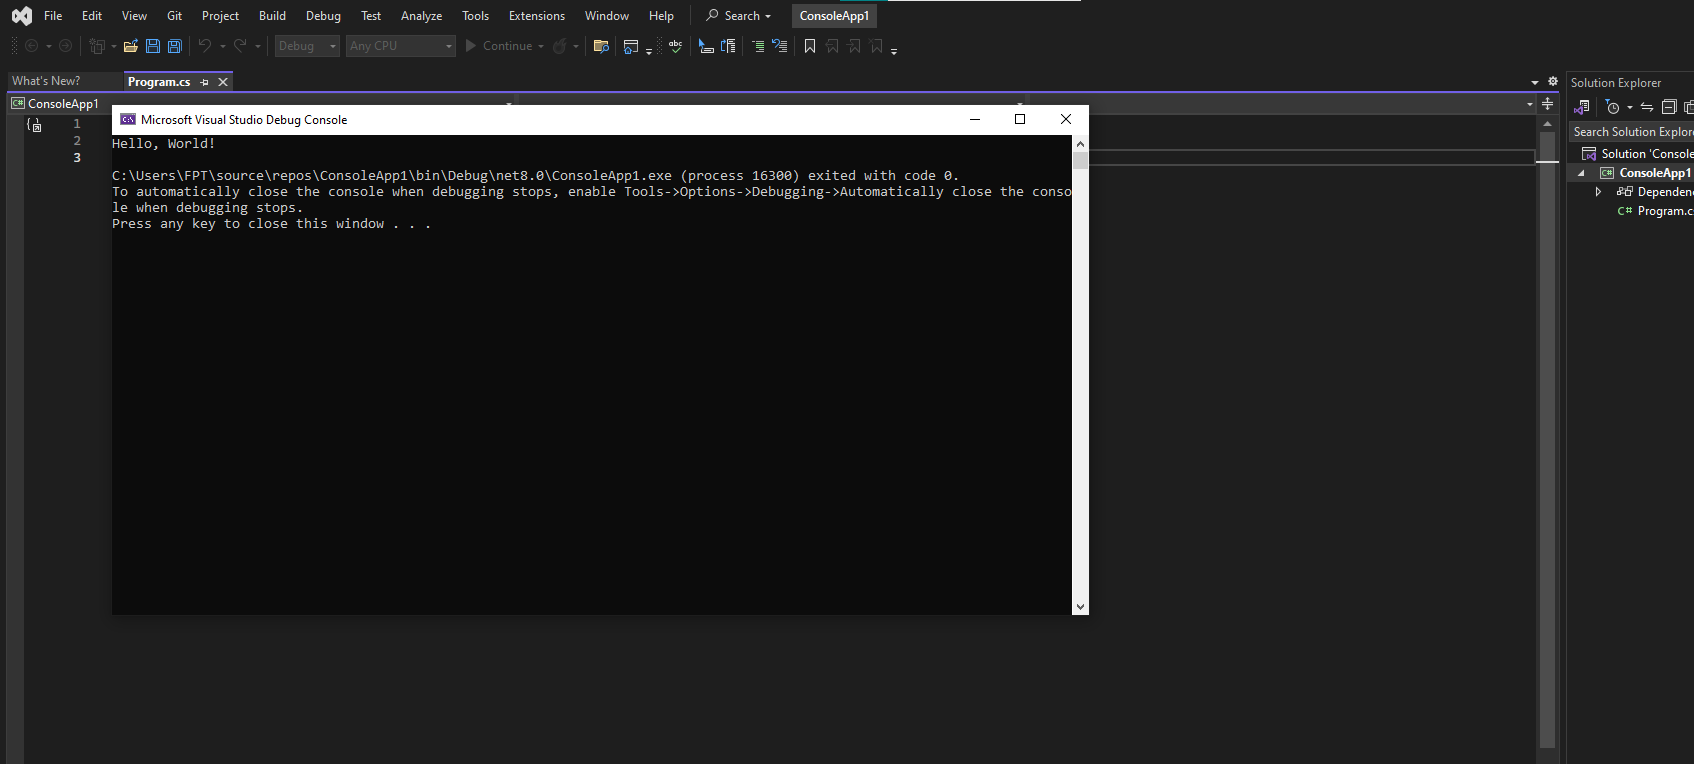 File Edit View Git Project Build Debug Test Analyze Tools Extensions Window Help Search ConsoleApp1
Debug Any CPU Continue abc
What's New? Program.cs
Solution Explorer
C# ConsoleApp1
Microsoft Visual Studio Debug Console
1
2
3
Hello, World!
C:\Users\FPT\source\repos\ConsoleApp1\bin\Debug\net8.0\ConsoleApp1.exe (process 16300) exited with code 0.
To automatically close the console when debugging stops, enable Tools->Options->Debugging->Automatically close the conso
le when debugging stops.
Press any key to close this window . . .
Search Solution Explor
Solution 'Console
C# ConsoleApp1
Dependen
C# Program.c